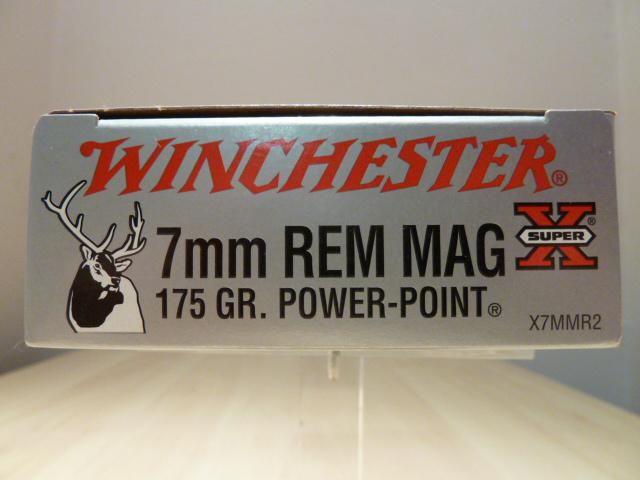 WINCHESTER®
7mm REM MAG
SUPER X®
175 GR. POWER-POINT®
X7MMR2